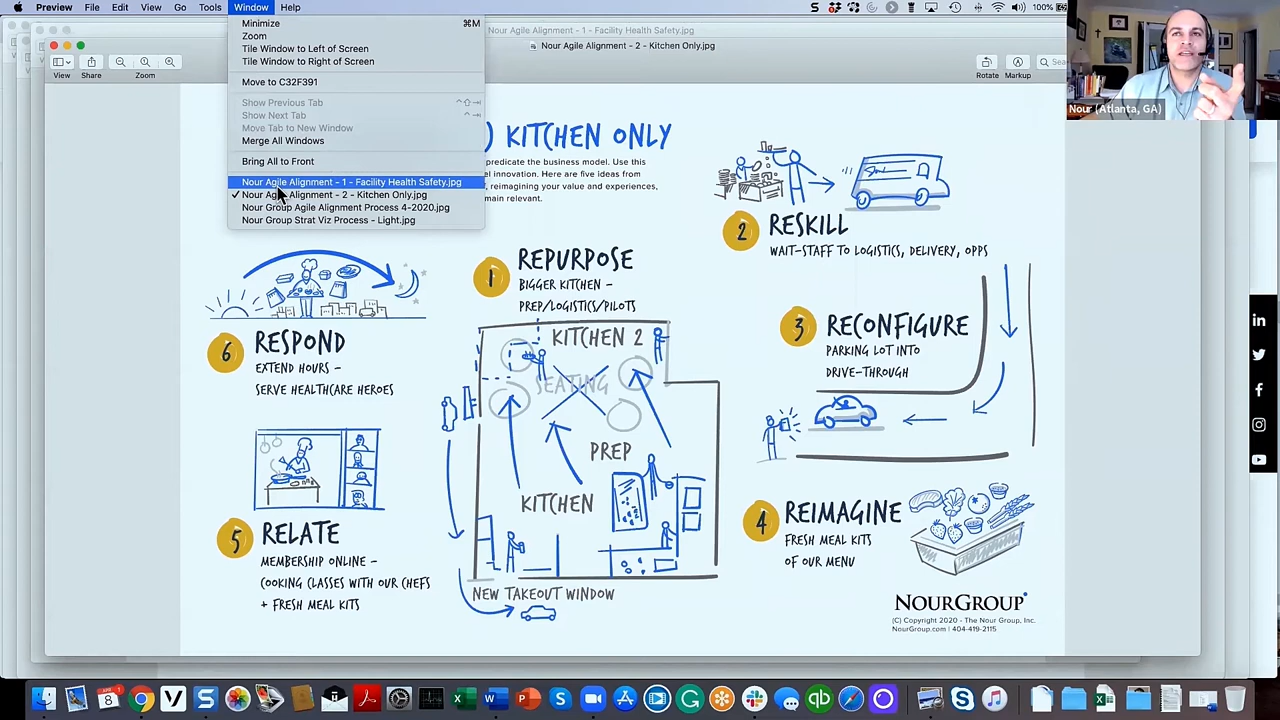 Preview File Edit View Go Tools Window Help
100%
Minimize ⌘M
Zoom
Tile Window to Left of Screen
Tile Window to Right of Screen
Move to C32F391
Show Previous Tab
Show Next Tab
Move Tab to New Window
Merge All Windows
Bring All to Front
Nour Agile Alignment - 1 - Facility Health Safety.jpg
Nour Agile Alignment - 2 - Kitchen Only.jpg
Nour Group Agile Alignment Process 4-2020.jpg
Nour Group Strat Viz Process - Light.jpg
Nour Agile Alignment - 1 - Facility Health Safety.jpg
Nour Agile Alignment - 2 - Kitchen Only.jpg
View Share Zoom Rotate Markup
Nour (Atlanta, GA)
) KITCHEN ONLY
predicate the business model. Use this
el innovation. Here are five ideas from
, reimagining your value and experiences,
main relevant.
1 REPURPOSE
BIGGER KITCHEN –
PREP/LOGISTICS/PILOTS
2 RESKILL
WAIT-STAFF TO LOGISTICS, DELIVERY, OPPS
3 RECONFIGURE
PARKING LOT INTO
DRIVE-THROUGH
4 REIMAGINE
FRESH MEAL KITS
OF OUR MENU
5 RELATE
MEMBERSHIP ONLINE –
COOKING CLASSES WITH OUR CHEFS
+ FRESH MEAL KITS
6 RESPOND
EXTEND HOURS –
SERVE HEALTHCARE HEROES
KITCHEN 2
SEATING
PREP
KITCHEN
NEW TAKEOUT WINDOW
NOURGROUP
(C) Copyright 2020 - The Nour Group, Inc.
NourGroup.com | 404-419-2115